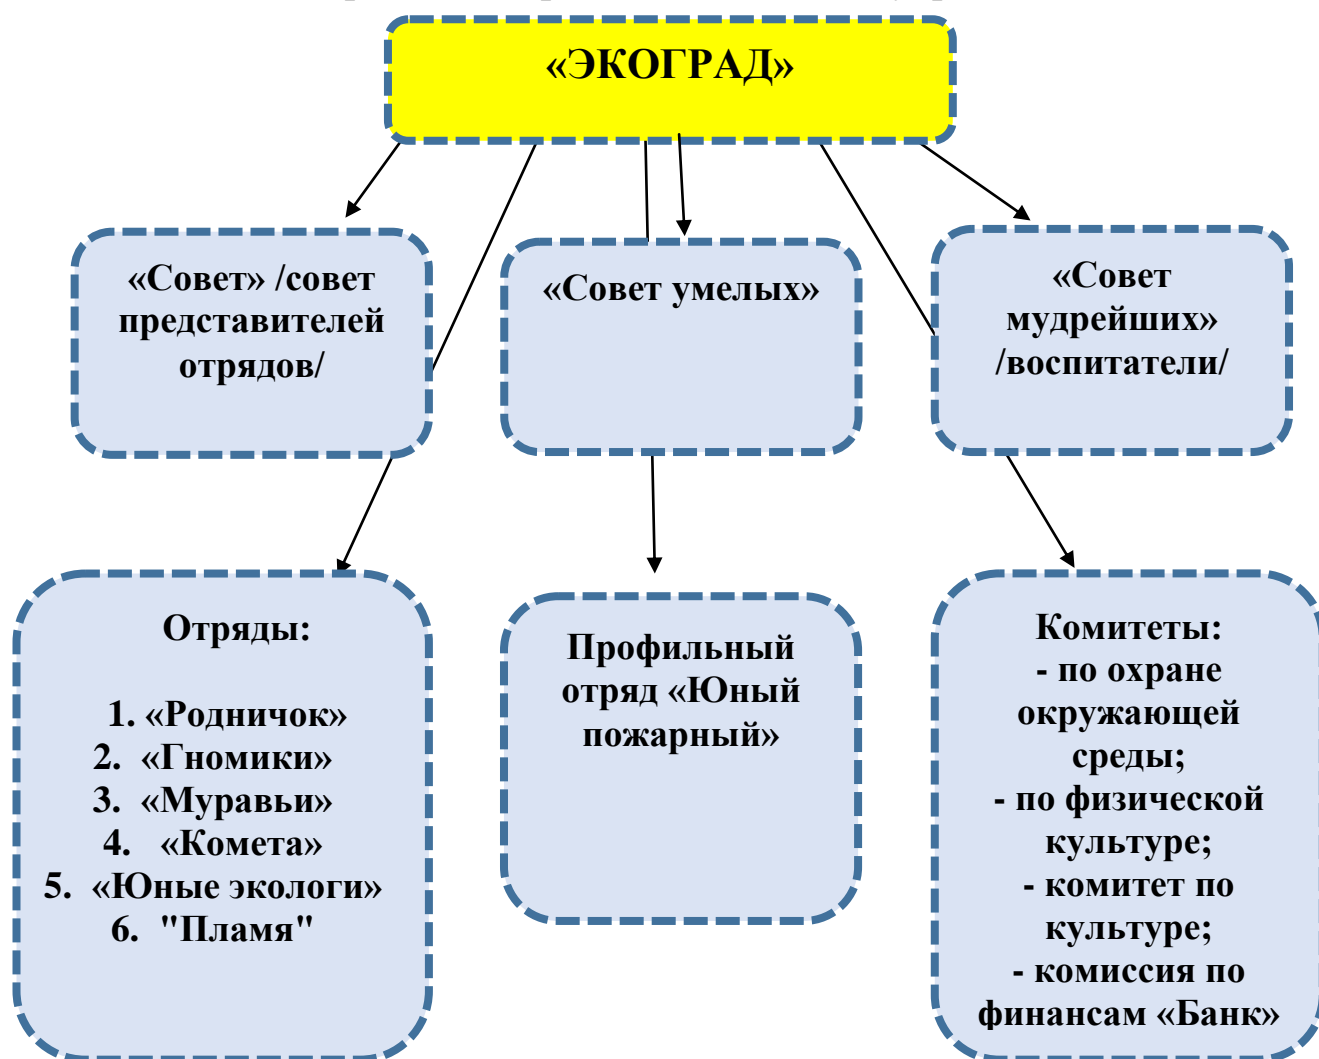 «ЭКОГРАД»
«Совет» /совет
представителей
отрядов/
«Совет умелых»
«Совет
мудрейших»
/воспитатели/
Отряды:
1. «Родничок»
2. «Гномики»
3. «Муравьи»
4. «Комета»
5. «Юные экологи»
6. "Пламя"
Профильный
отряд «Юный
пожарный»
Комитеты:
- по охране
окружающей
среды;
- по физической
культуре;
- комитет по
культуре;
- комиссия по
финансам «Банк»